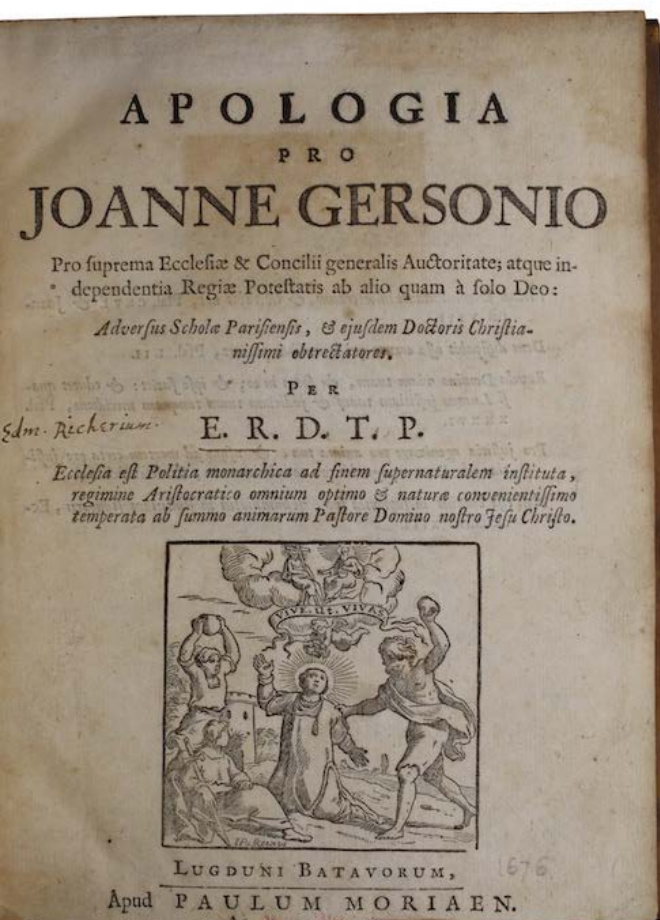 APOLOGIA
PRO
JOANNE GERSONIO
Pro ſuprema Eccleſiæ & Concilii generalis Auctoritate; atque in-
dependentia Regiæ Poteſtatis ab alio quam à ſolo Deo:
Adverſus Scholæ Pariſienſis, & ejuſdem Doctoris Chriſtia-
niſſimi obtrectatores.
PER
Edm. Richerium.
E. R. D. T. P.
Eccleſia eſt Politia monarchica ad finem ſupernaturalem inſtituta,
regimine Ariſtocratico omnium optimo & naturæ convenientiſſimo
temperata ab ſummo animarum Paſtore Domino noſtro Jeſu Chriſto.
VIVE UT VIVAS
LUGDUNI BATAVORUM,
1676
Apud PAULUM MORIAEN.